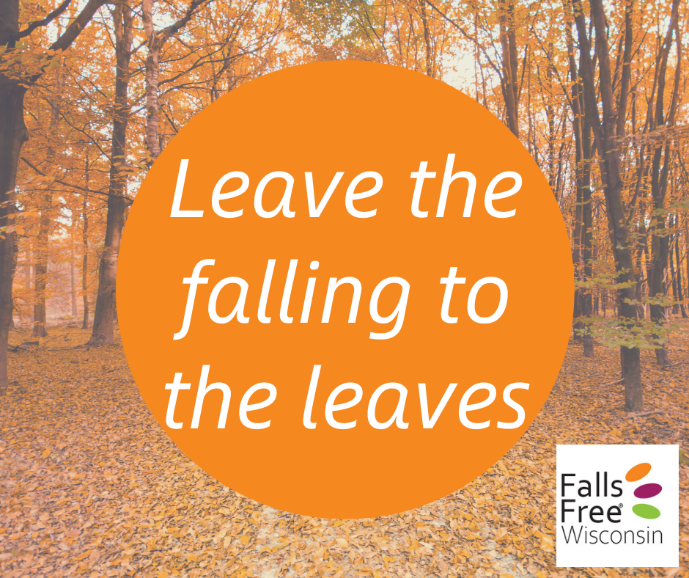 Leave the
falling to
the leaves
Falls
Free®
Wisconsin